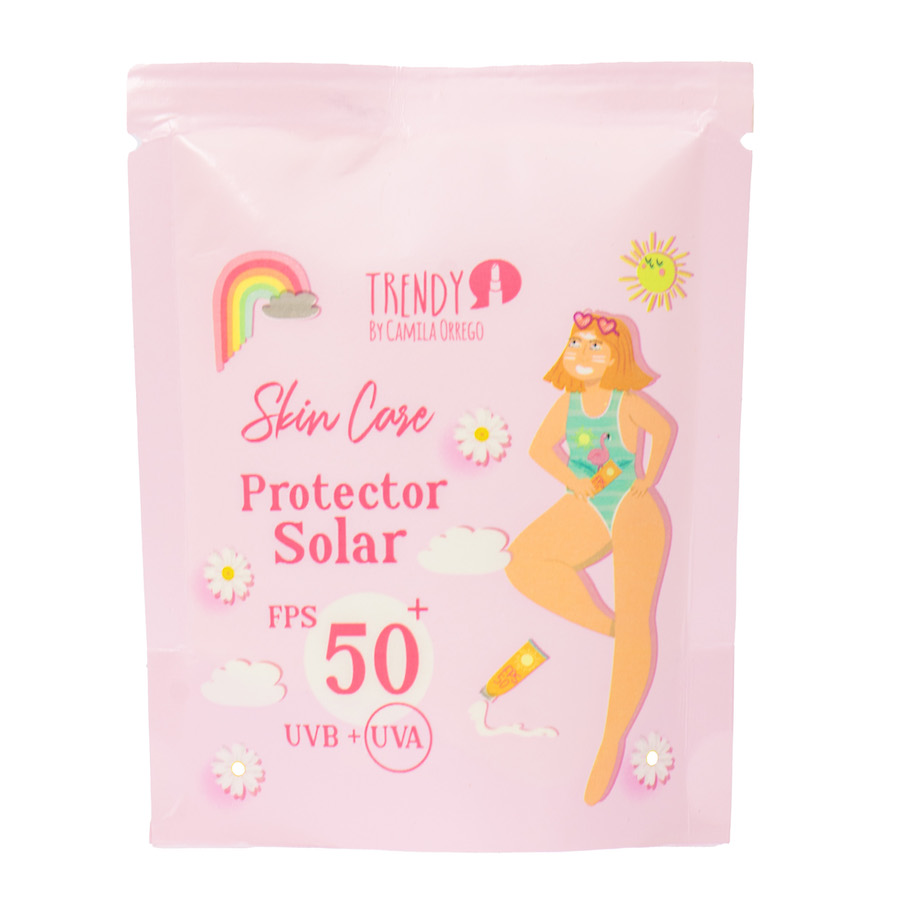 TRENDY
BY CAMILA ORREGO
Skin Care
Protector
Solar
FPS 50+
UVB + UVA